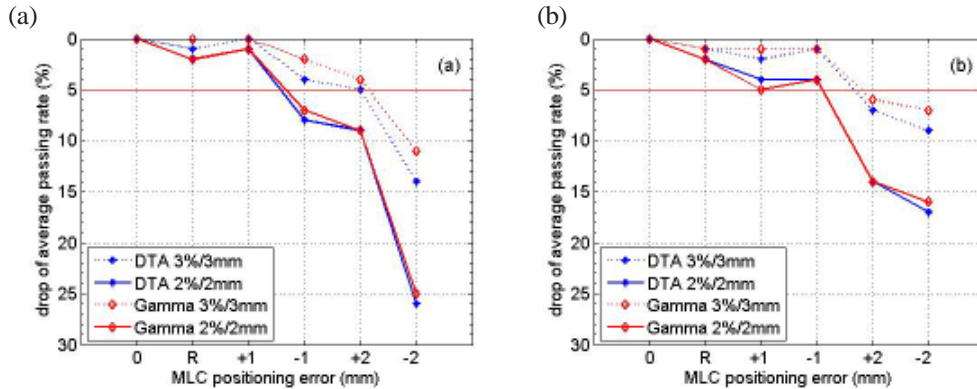 (a)
(b)
0
5
10
15
20
25
30
drop of average passing rate (%)
(a)
DTA 3%/3mm
DTA 2%/2mm
Gamma 3%/3mm
Gamma 2%/2mm
0 R +1 -1 +2 -2
MLC positioning error (mm)
0
5
10
15
20
25
30
drop of average passing rate (%)
(b)
DTA 3%/3mm
DTA 2%/2mm
Gamma 3%/3mm
Gamma 2%/2mm
0 R +1 -1 +2 -2
MLC positioning error (mm)